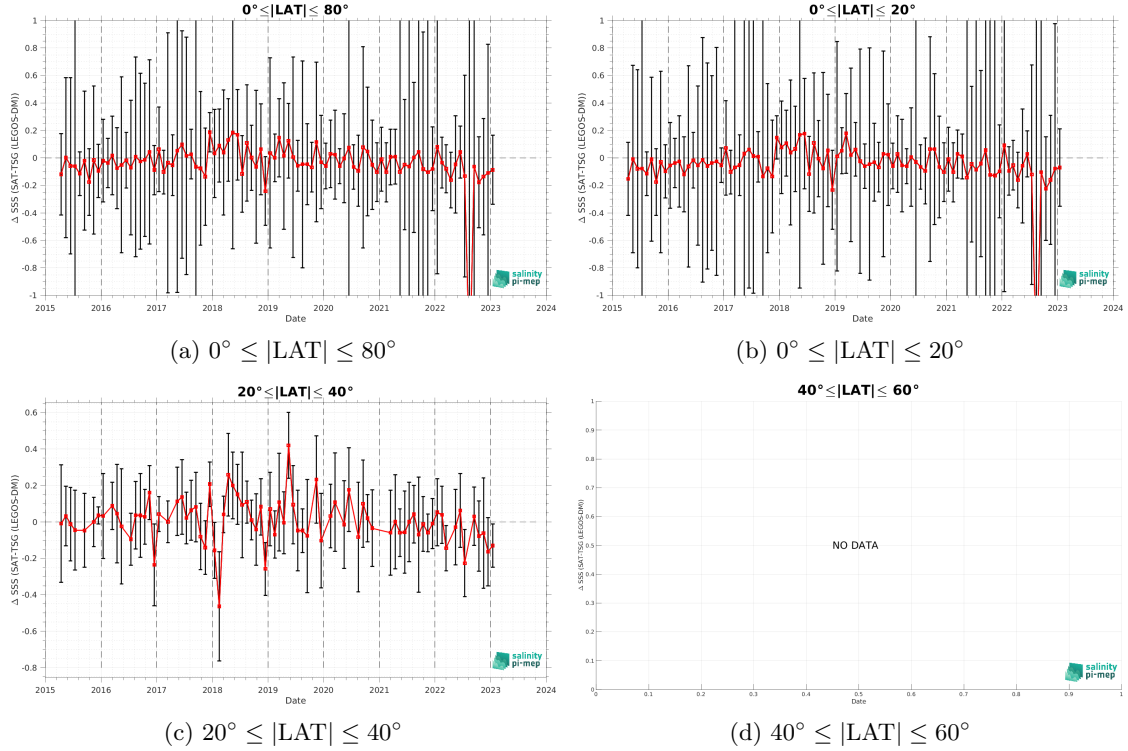 0°≤|LAT|≤ 80°
Δ SSS (SAT-TSG (LEGOS-DM))
1
0.8
0.6
0.4
0.2
0
-0.2
-0.4
-0.6
-0.8
-1
2015 2016 2017 2018 2019 2020 2021 2022 2023 2024
Date
salinity
pi-mep
(a) 0° ≤ |LAT| ≤ 80°
0°≤|LAT|≤ 20°
Δ SSS (SAT-TSG (LEGOS-DM))
1
0.8
0.6
0.4
0.2
0
-0.2
-0.4
-0.6
-0.8
-1
2015 2016 2017 2018 2019 2020 2021 2022 2023 2024
Date
salinity
pi-mep
(b) 0° ≤ |LAT| ≤ 20°
20°≤|LAT|≤ 40°
Δ SSS (SAT-TSG (LEGOS-DM))
0.6
0.4
0.2
0
-0.2
-0.4
-0.6
-0.8
2015 2016 2017 2018 2019 2020 2021 2022 2023 2024
Date
salinity
pi-mep
(c) 20° ≤ |LAT| ≤ 40°
40°≤|LAT|≤ 60°
Δ SSS (SAT-TSG (LEGOS-DM))
1
0.9
0.8
0.7
0.6
0.5
0.4
0.3
0.2
0.1
0
NO DATA
0 0.1 0.2 0.3 0.4 0.5 0.6 0.7 0.8 0.9 1
Date
salinity
pi-mep
(d) 40° ≤ |LAT| ≤ 60°